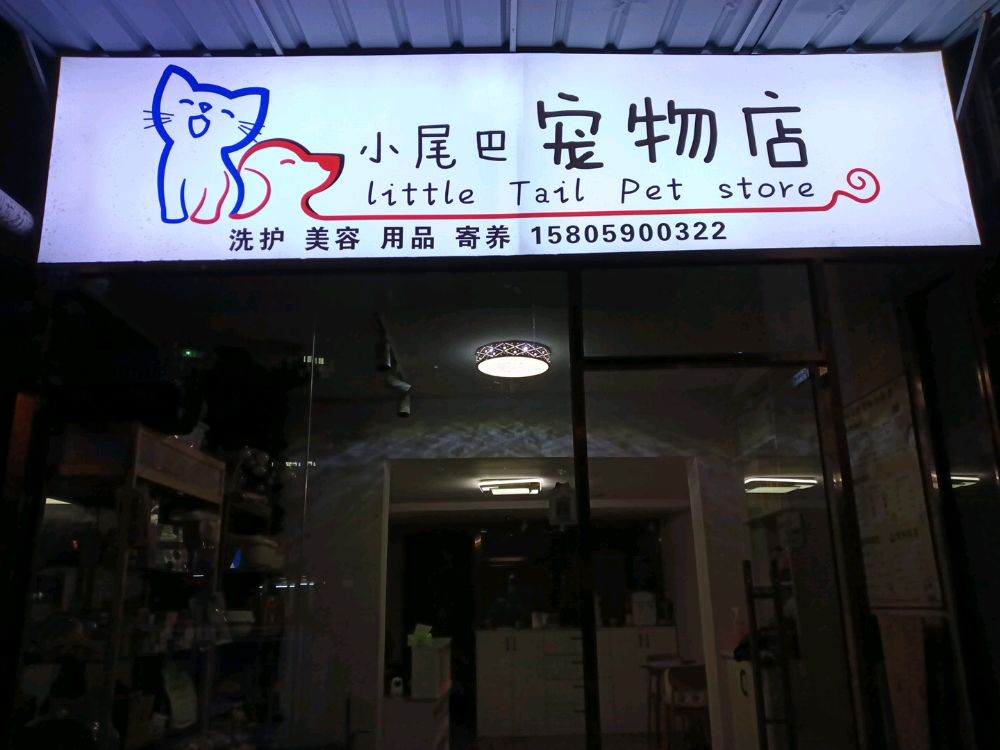 小尾巴 宠物店
little Tail Pet store
洗护 美容 用品 寄养 15805900322